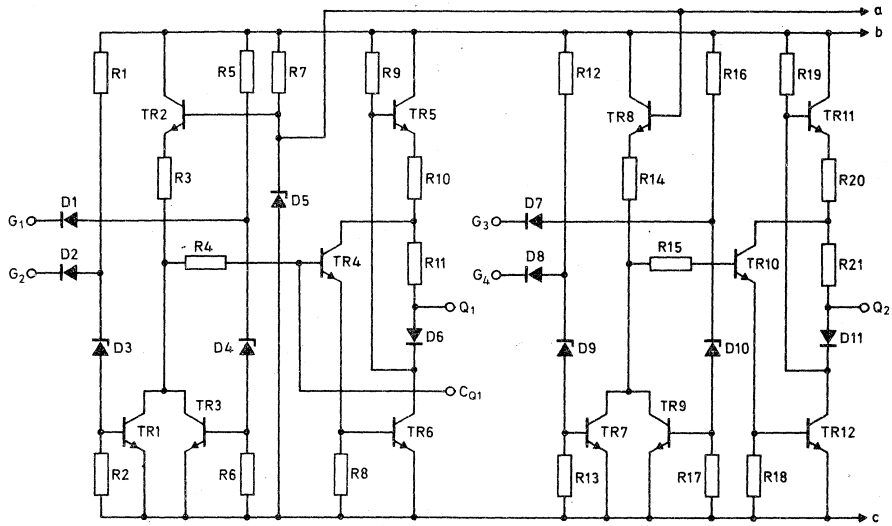 a
b
R1
R5
R7
R9
R12
R16
R19
TR2
TR5
TR8
TR11
R3
R10
R14
R20
D1
D5
D7
G1
G3
D2
R4
TR4
R11
D8
R15
TR10
R21
G2
G4
Q1
Q2
D3
D4
D6
D9
D10
D11
CQ1
TR3
TR9
TR1
TR6
TR7
TR12
R2
R6
R8
R13
R17
R18
c